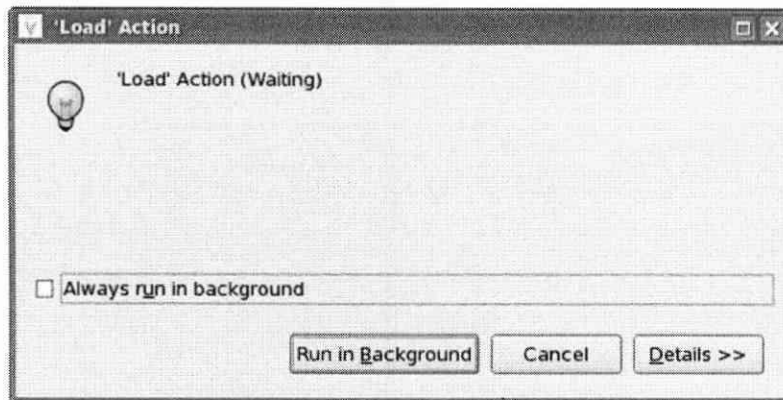 'Load' Action
'Load' Action (Waiting)
Always run in background
Run in Background Cancel Details >>